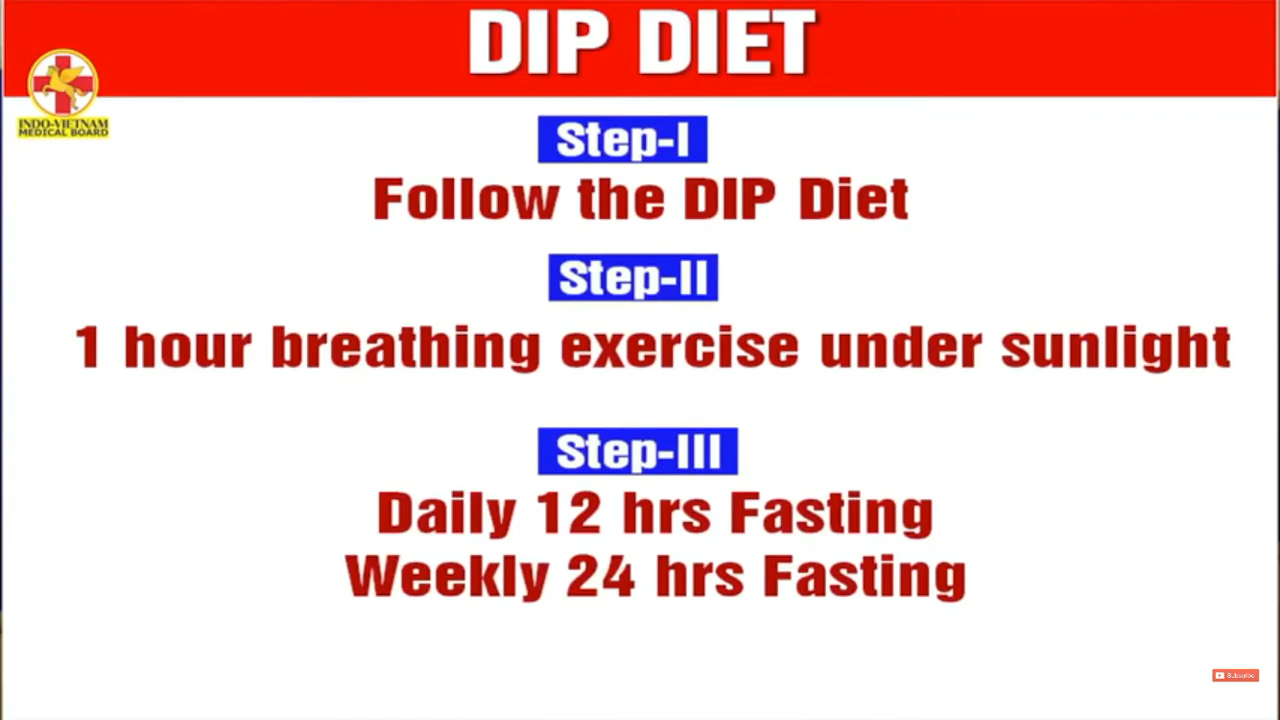 DIP DIET
INDO-VIETNAM
MEDICAL BOARD
Step-I
Follow the DIP Diet
Step-II
1 hour breathing exercise under sunlight
Step-III
Daily 12 hrs Fasting
Weekly 24 hrs Fasting
Subscribe